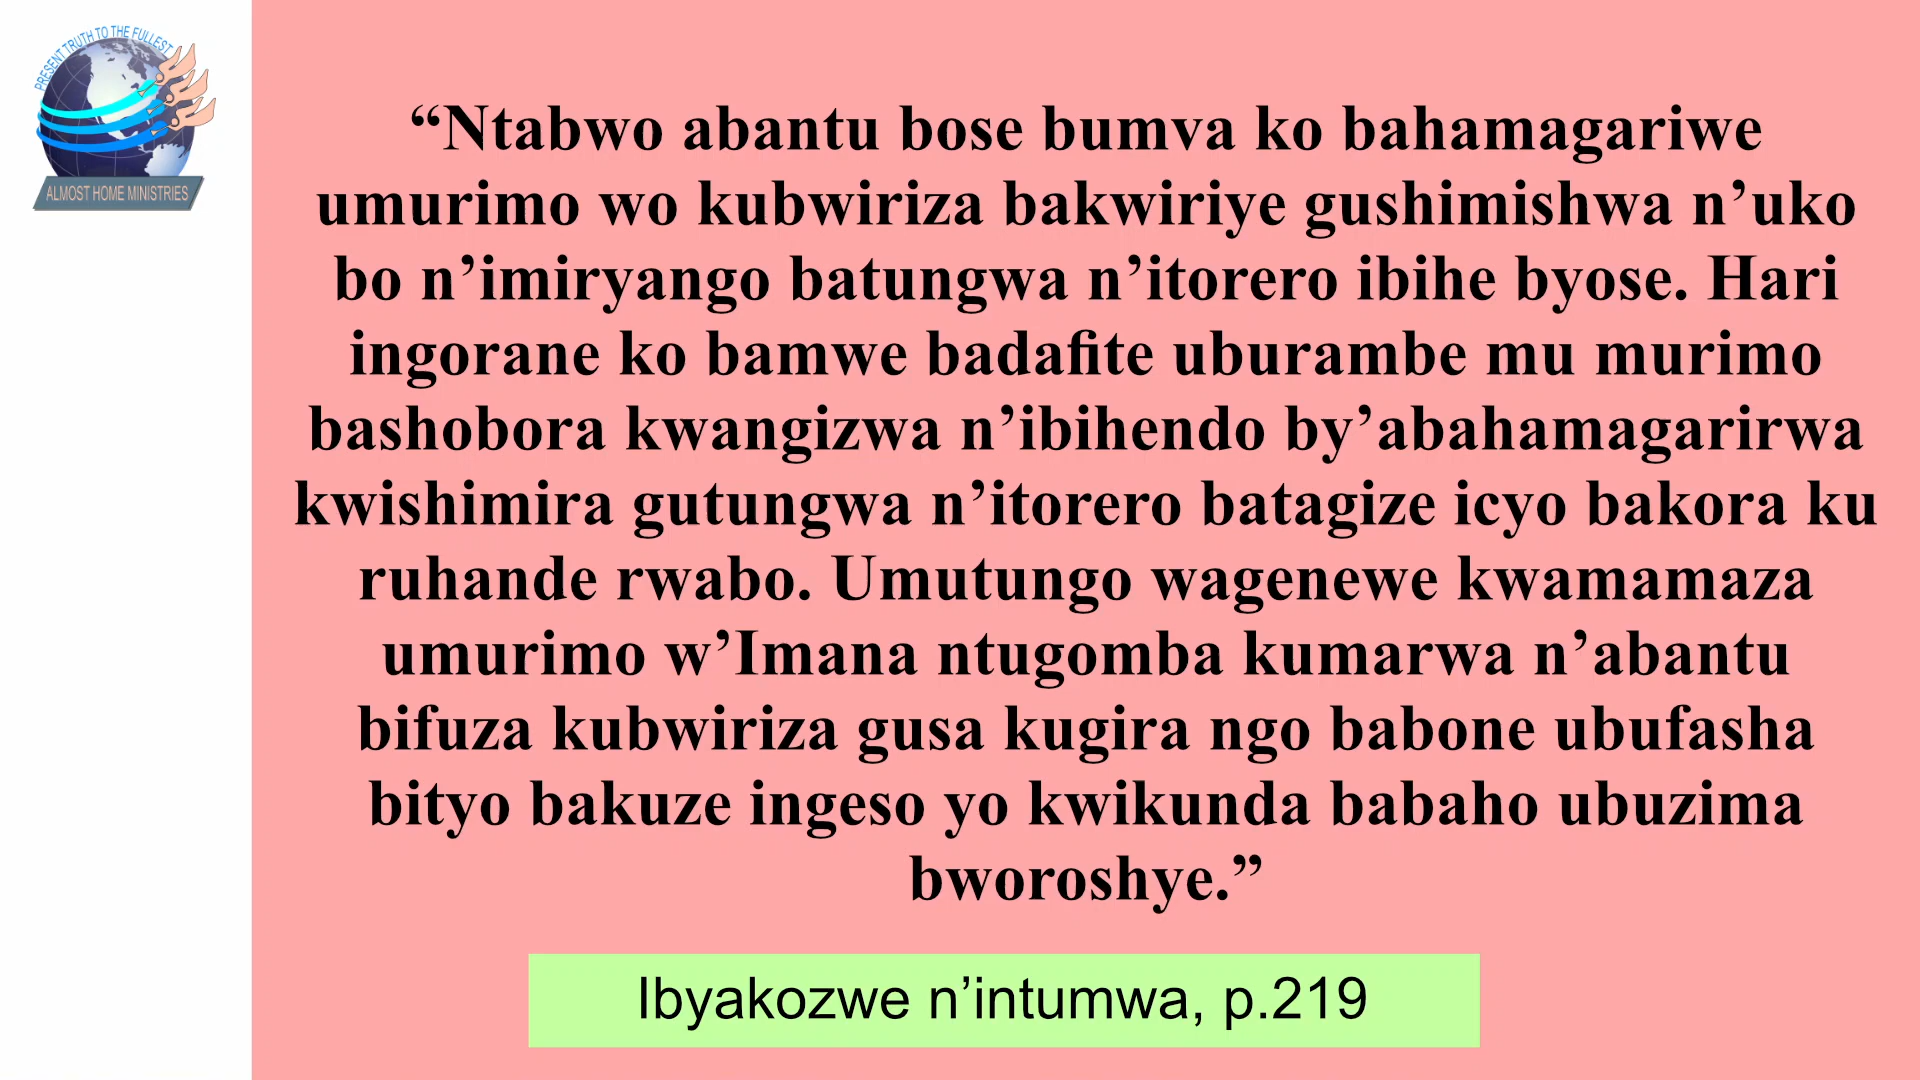 PRESENT TRUTH TO THE FULLEST
ALMOST HOME MINISTRIES
“Ntabwo abantu bose bumva ko bahamagariwe
umurimo wo kubwiriza bakwiriye gushimishwa n’uko
bo n’imiryango batungwa n’itorero ibihe byose. Hari
ingorane ko bamwe badafite uburambe mu murimo
bashobora kwangizwa n’ibihendo by’abahamagarirwa
kwishimira gutungwa n’itorero batagize icyo bakora ku
ruhande rwabo. Umutungo wagenewe kwamamaza
umurimo w’Imana ntugomba kumarwa n’abantu
bifuza kubwiriza gusa kugira ngo babone ubufasha
bityo bakuze ingeso yo kwikunda babaho ubuzima
bworoshye.”
Ibyakozwe n’intumwa, p.219